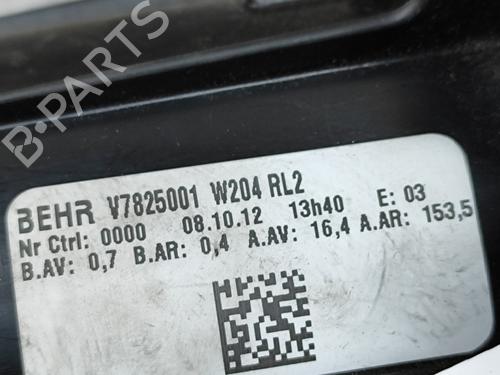 B-PARTS
BEHR V7825001 W204 RL2
Nr Ctrl: 0000 08.10.12 13h40 E: 03
B.AV: 0,7 B.AR: 0,4 A.AV: 16,4 A.AR: 153,5